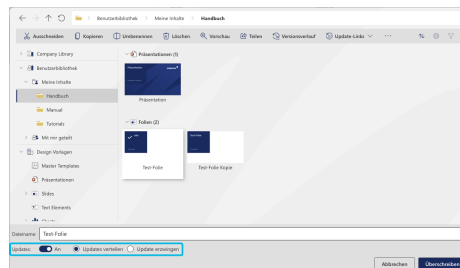 Benutzerbibliothek > Meine Inhalte > Handbuch
Ausschneiden Kopieren Umbenennen Löschen Vorschau Teilen Versionsverlauf Update-Links ...
Company Library
Benutzerbibliothek
Meine Inhalte
Handbuch
Manual
Tutorials
Mit mir geteilt
Design Vorlagen
Master Templates
Präsentationen
Slides
Text Elements
Charts
Präsentationen (1)
Präsentation
Folien (2)
Test-Folie Test-Folie Kopie
Dateiname Test-Folie
Updates: An Updates verteilen Update erzwingen
Abbrechen Überschreiben